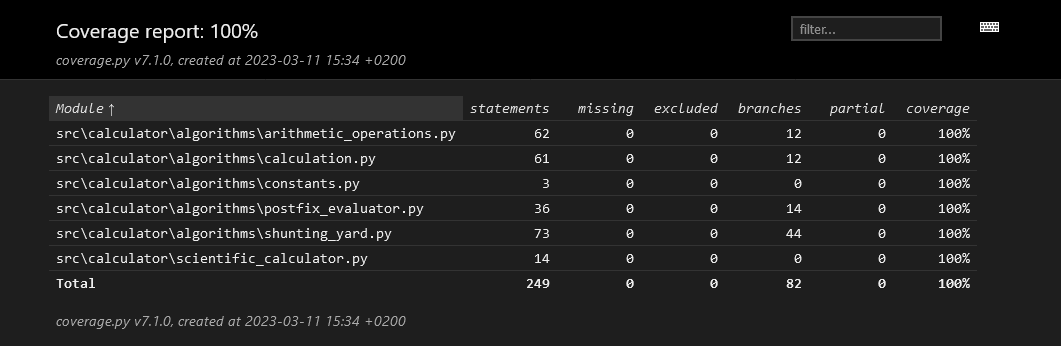 Coverage report: 100%
filter...
coverage.py v7.1.0, created at 2023-03-11 15:34 +0200
Module ↑ statements missing excluded branches partial coverage
src\calculator\algorithms\arithmetic_operations.py 62 0 0 12 0 100%
src\calculator\algorithms\calculation.py 61 0 0 12 0 100%
src\calculator\algorithms\constants.py 3 0 0 0 0 100%
src\calculator\algorithms\postfix_evaluator.py 36 0 0 14 0 100%
src\calculator\algorithms\shunting_yard.py 73 0 0 44 0 100%
src\calculator\scientific_calculator.py 14 0 0 0 0 100%
Total 249 0 0 82 0 100%
coverage.py v7.1.0, created at 2023-03-11 15:34 +0200